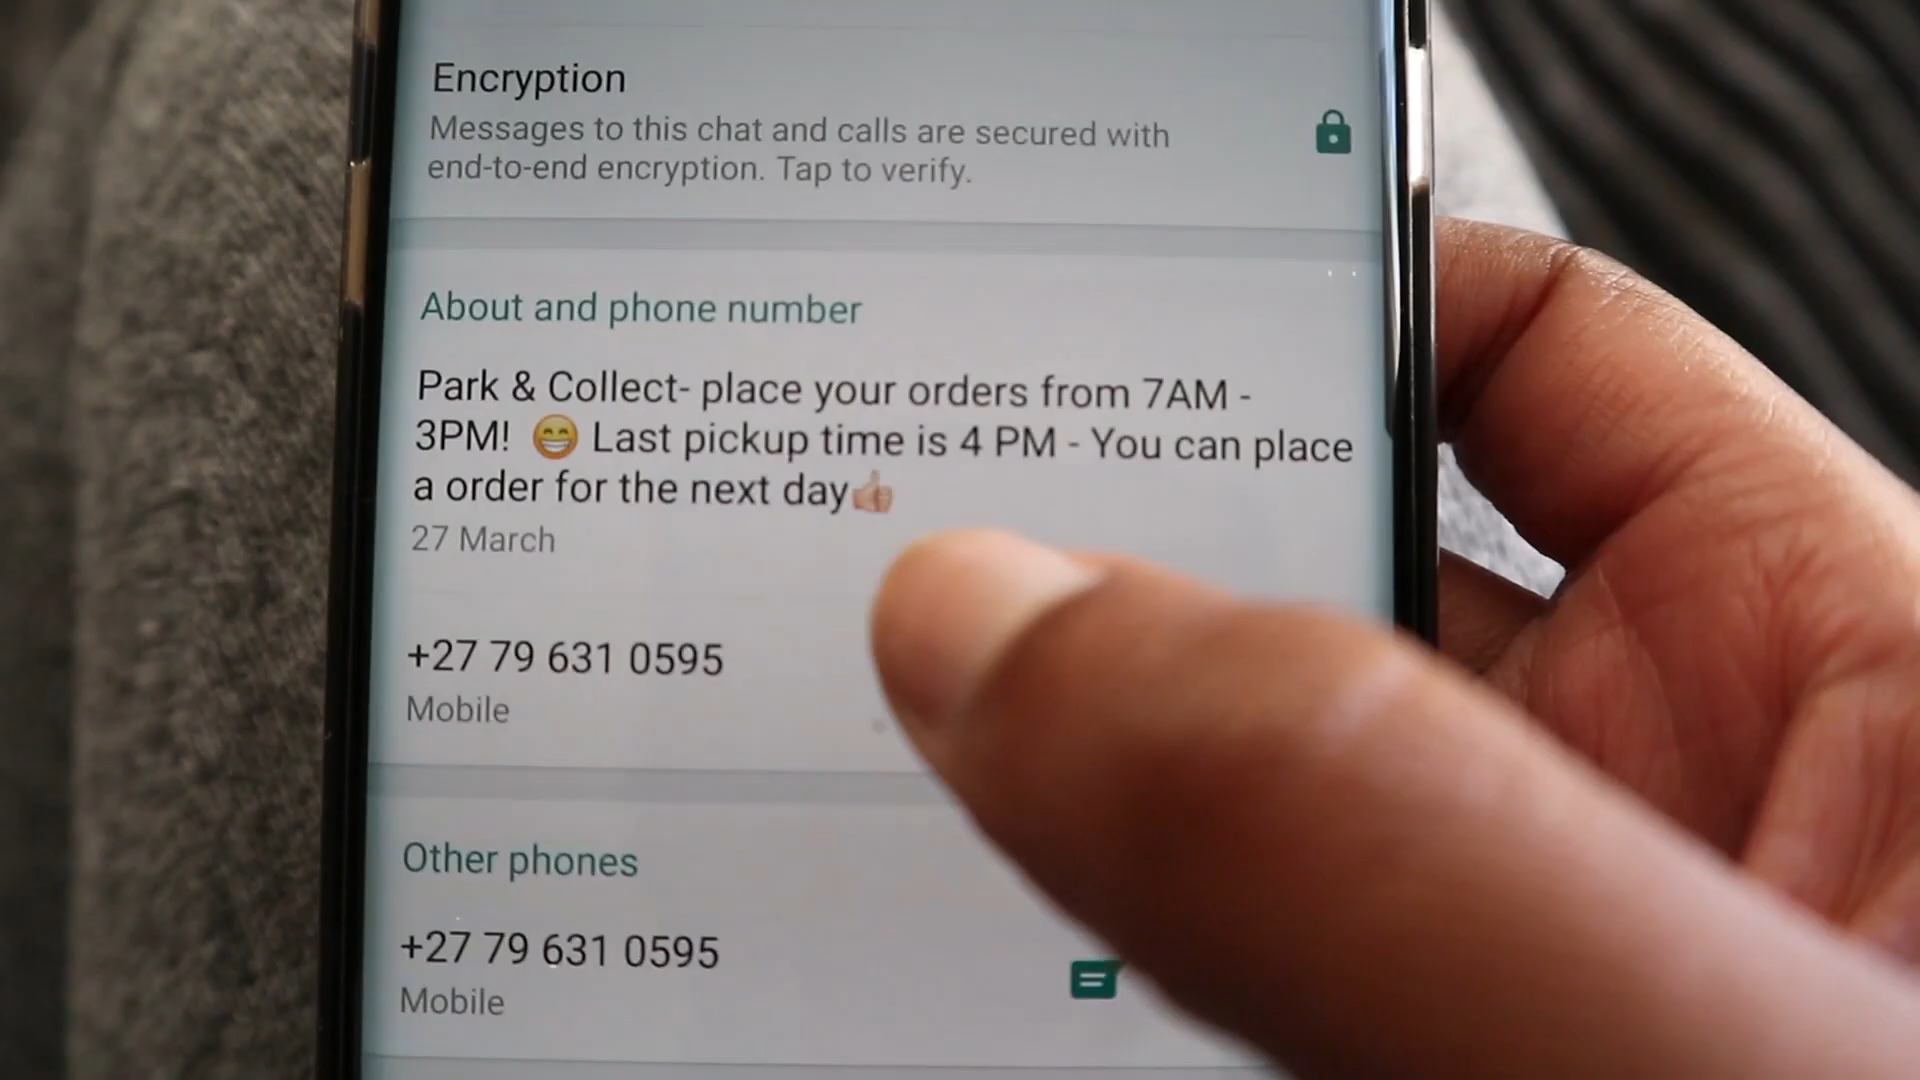 Encryption
Messages to this chat and calls are secured with
end-to-end encryption. Tap to verify.
About and phone number
Park & Collect- place your orders from 7AM -
3PM! 😁 Last pickup time is 4 PM - You can place
a order for the next day👍🏼
27 March
+27 79 631 0595
Mobile
Other phones
+27 79 631 0595
Mobile